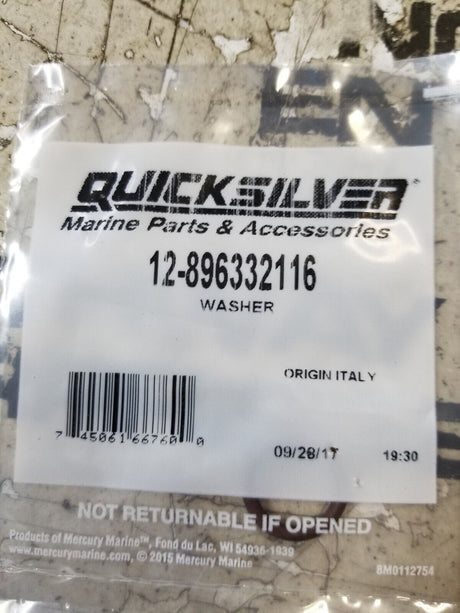 QUICKSILVER
Marine Parts & Accessories
12-896332116
WASHER
ORIGIN ITALY
7 45061 66760 0
09/28/17 19:30
NOT RETURNABLE IF OPENED
Products of Mercury Marine™, Fond du Lac, WI 54936-1939
www.mercurymarine.com, © 2015 Mercury Marine
8M0112754